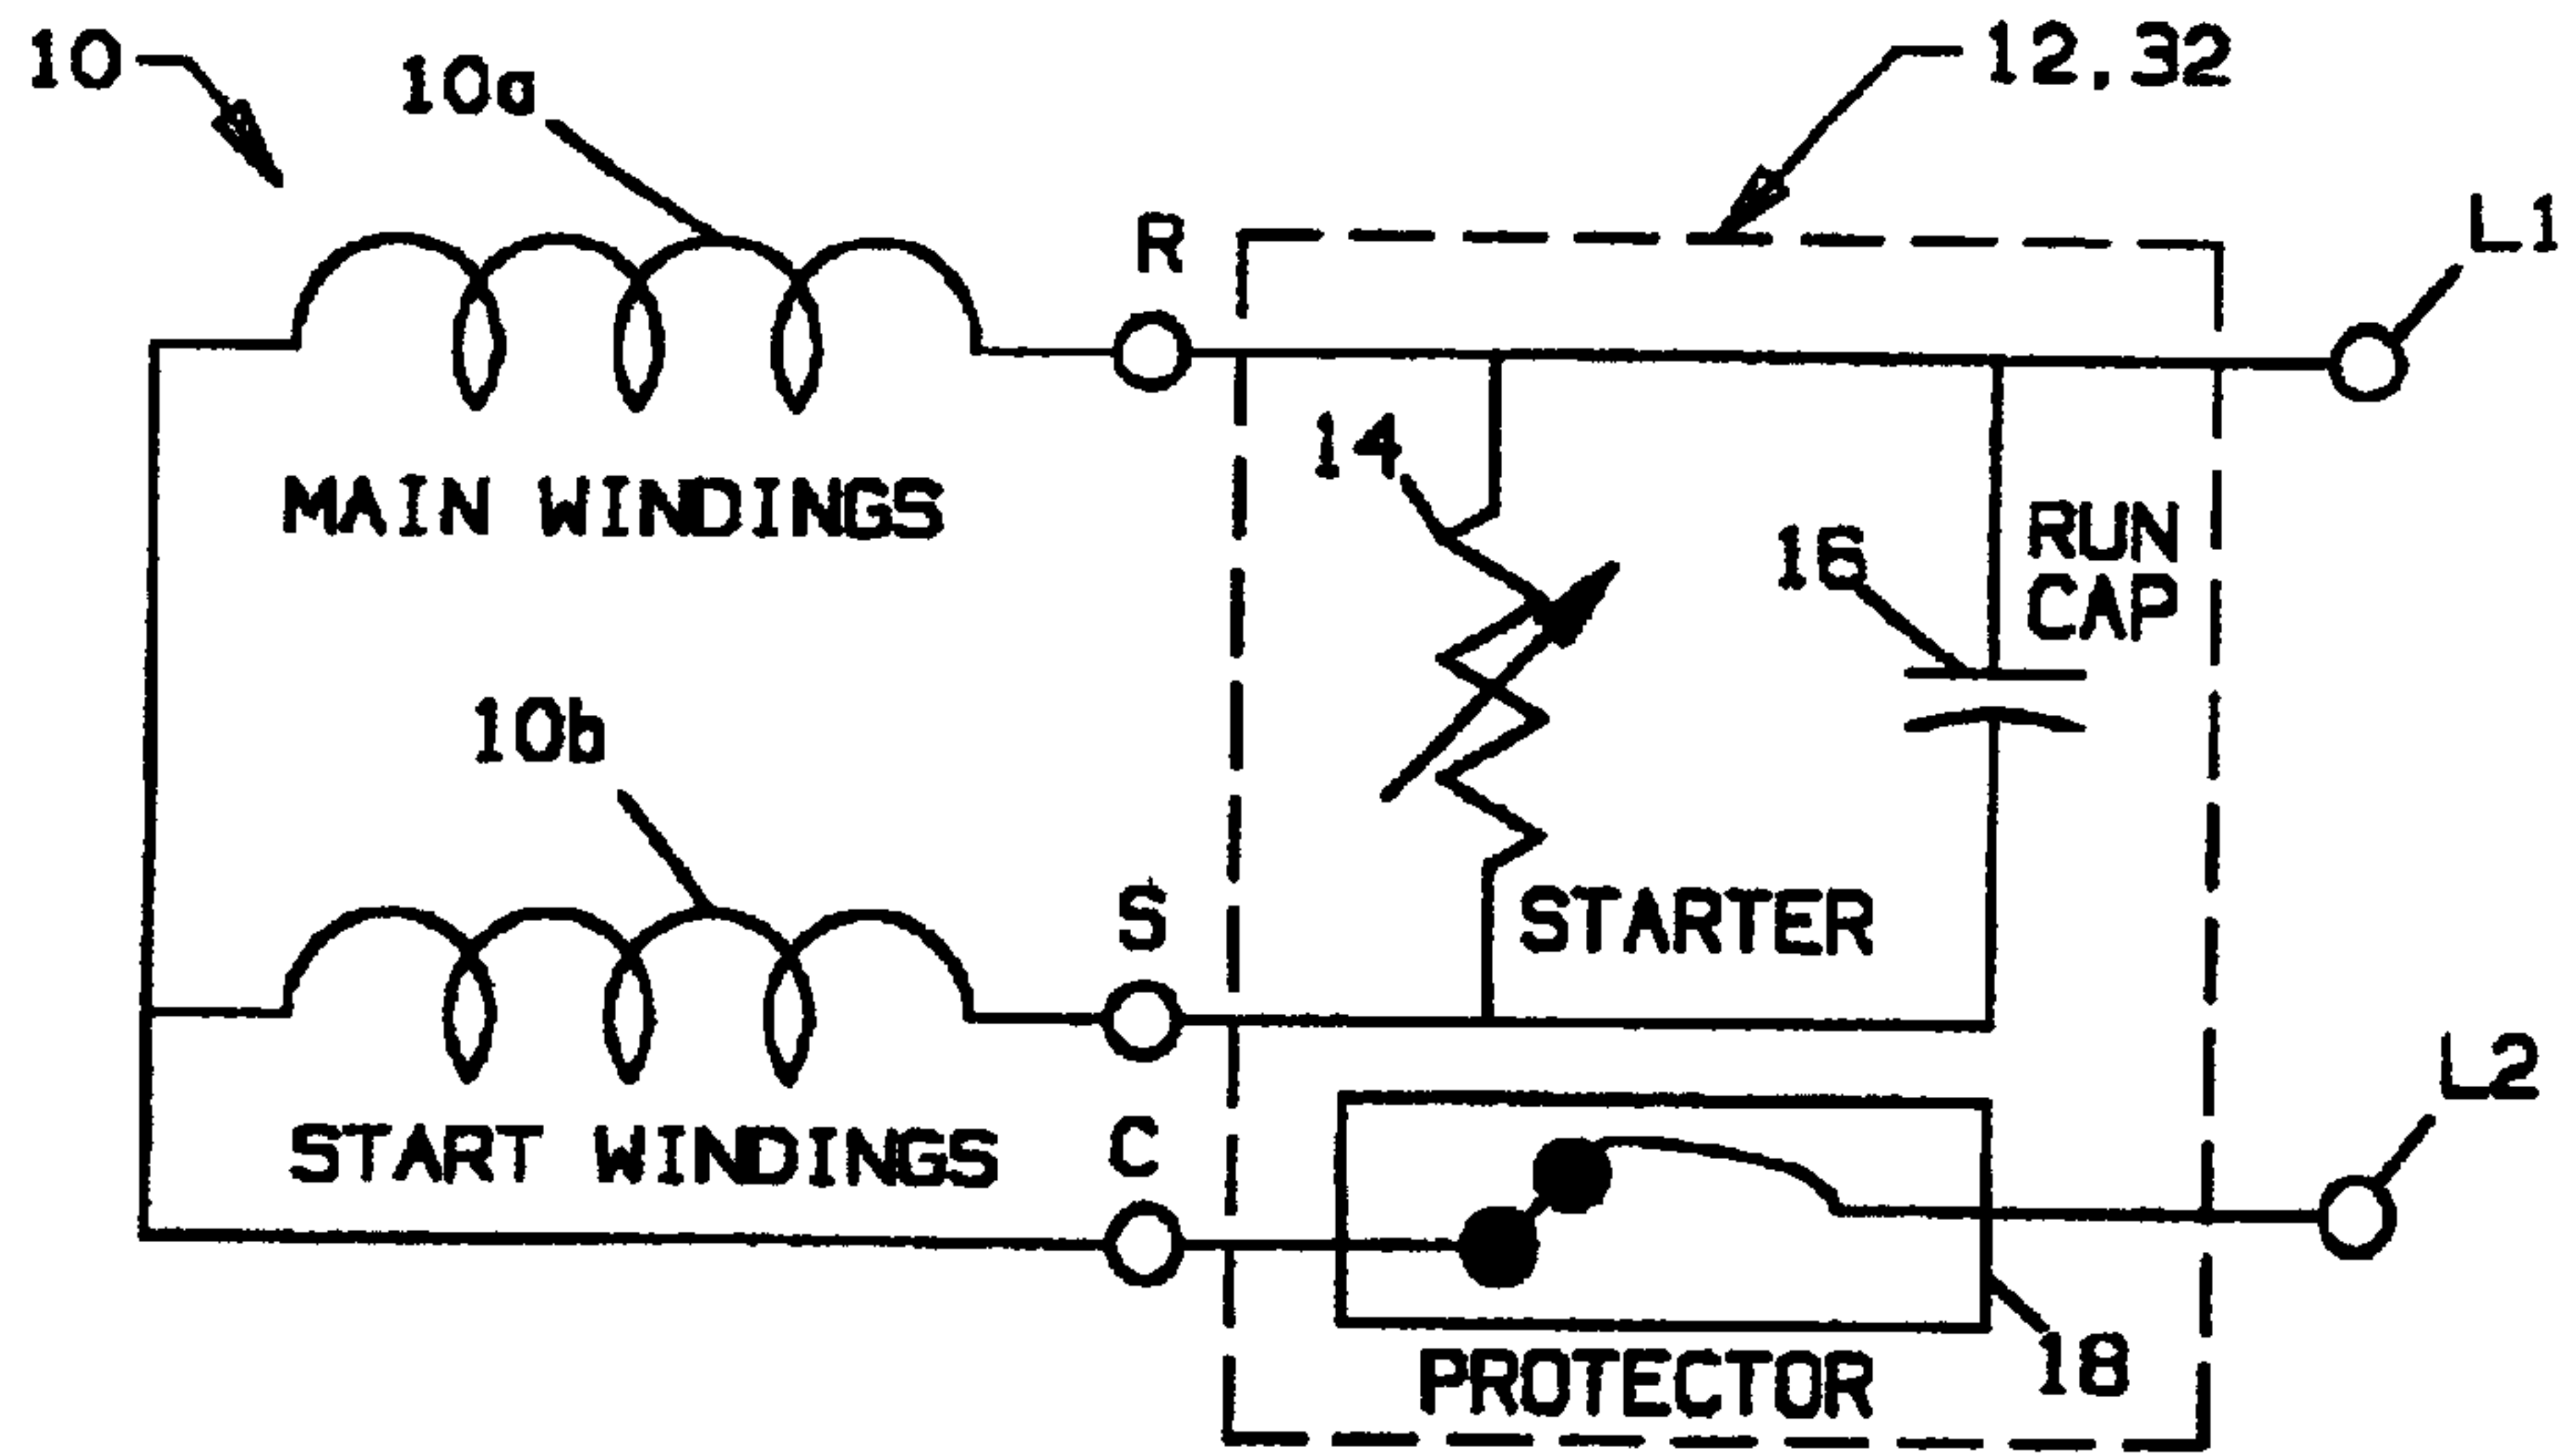 10
10a
12,32
L1
R
14
MAIN WINDINGS
16
RUN
CAP
10b
S
STARTER
L2
C
START WINDINGS
18
PROTECTOR